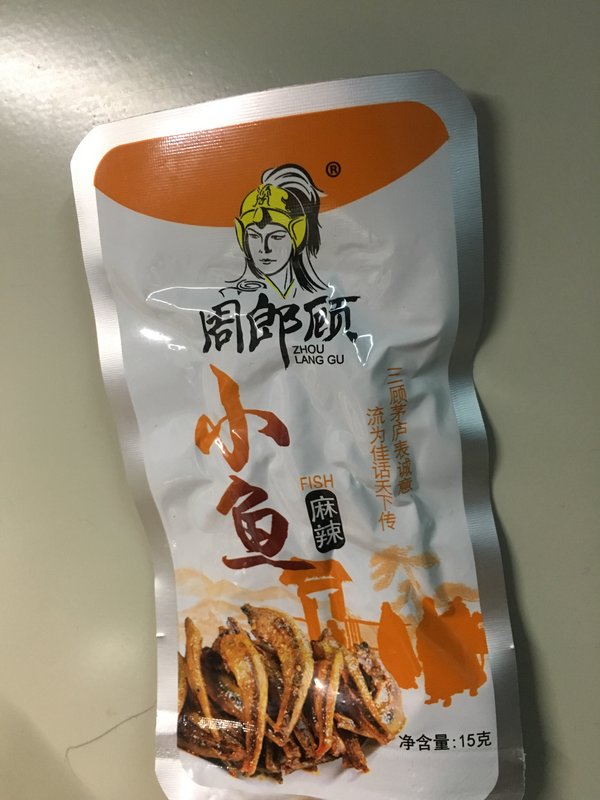 ®
周郎顾
ZHOU
LANG GU
小鱼
FISH
麻辣
三顾茅庐表诚意
流为佳话天下传
净含量:15克